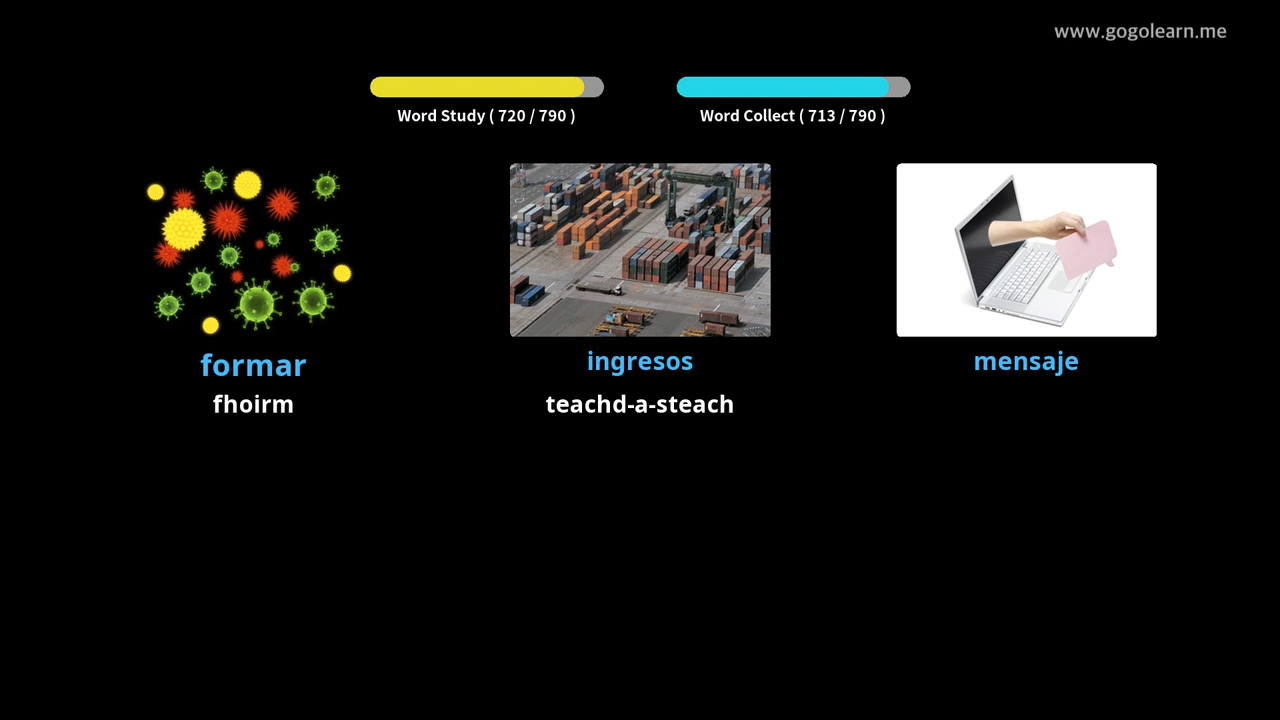 www.gogolearn.me
Word Study ( 720 / 790 )
Word Collect ( 713 / 790 )
formar
ingresos
mensaje
fhoirm
teachd-a-steach